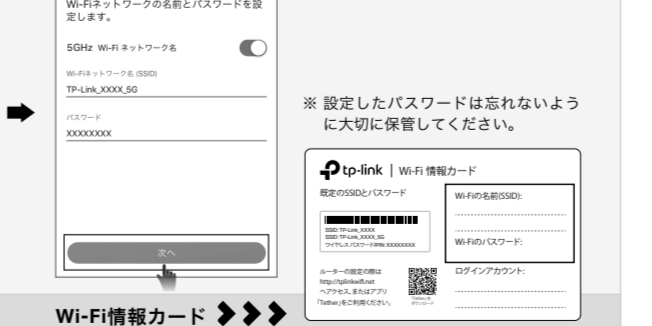 Wi-Fiネットワークの名前とパスワードを設
定します。
5GHz Wi-Fi ネットワーク名
Wi-Fiネットワーク名 (SSID)
TP-Link_XXXX_5G
パスワード
XXXXXXXX
次へ
※ 設定したパスワードは忘れないよう
に大切に保管してください。
tp-link | Wi-Fi 情報カード
既定のSSIDとパスワード
SSID: TP-Link_XXXX
SSID: TP-Link_XXXX_5G
ワイヤレスパスワード/PIN: XXXXXXXX
ルーターの設定の際は
http://tplinkwifi.net
へアクセス、またはアプリ
「Tether」をご利用ください。
「Tether」を
ダウンロード
Wi-Fiの名前(SSID):
Wi-Fiのパスワード:
ログインアカウント:
Wi-Fi情報カード